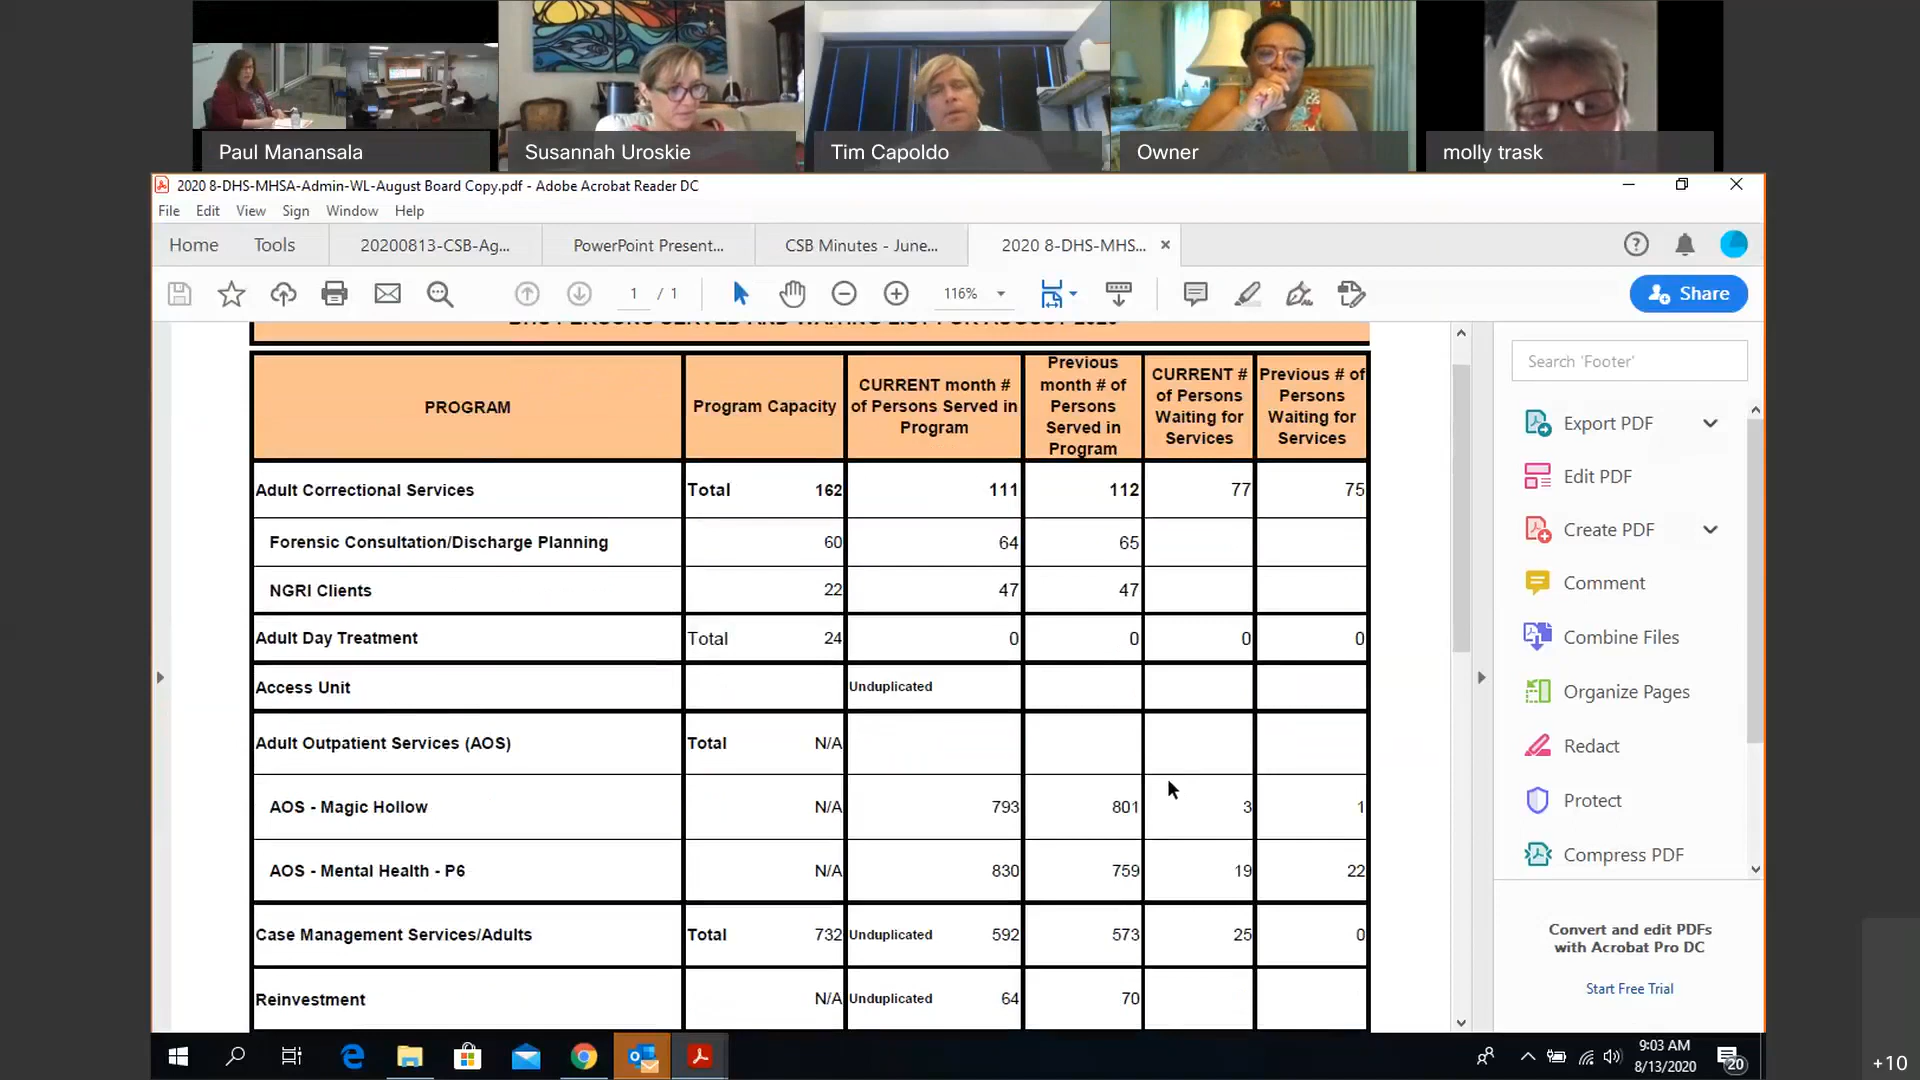 Paul Manansala
Susannah Uroskie
Tim Capoldo
Owner
molly trask
2020 8-DHS-MHSA-Admin-WL-August Board Copy.pdf - Adobe Acrobat Reader DC
File Edit View Sign Window Help
Home Tools 20200813-CSB-Ag... PowerPoint Present... CSB Minutes - June... 2020 8-DHS-MHS...
1 / 1 116% Share
DHS PERSONS SERVED AND WAITING LIST FOR AUGUST 2020
PROGRAM
Program Capacity
CURRENT month #
of Persons Served in
Program
Previous
month # of
Persons
Served in
Program
CURRENT #
of Persons
Waiting for
Services
Previous # of
Persons
Waiting for
Services
Adult Correctional Services Total 162 111 112 77 75
Forensic Consultation/Discharge Planning 60 64 65
NGRI Clients 22 47 47
Adult Day Treatment Total 24 0 0 0 0
Access Unit Unduplicated
Adult Outpatient Services (AOS) Total N/A
AOS - Magic Hollow N/A 793 801 3 1
AOS - Mental Health - P6 N/A 830 759 19 22
Case Management Services/Adults Total 732 Unduplicated 592 573 25 0
Reinvestment N/A Unduplicated 64 70
Search 'Footer'
Export PDF
Edit PDF
Create PDF
Comment
Combine Files
Organize Pages
Redact
Protect
Compress PDF
Convert and edit PDFs
with Acrobat Pro DC
Start Free Trial
9:03 AM
8/13/2020
20
+10